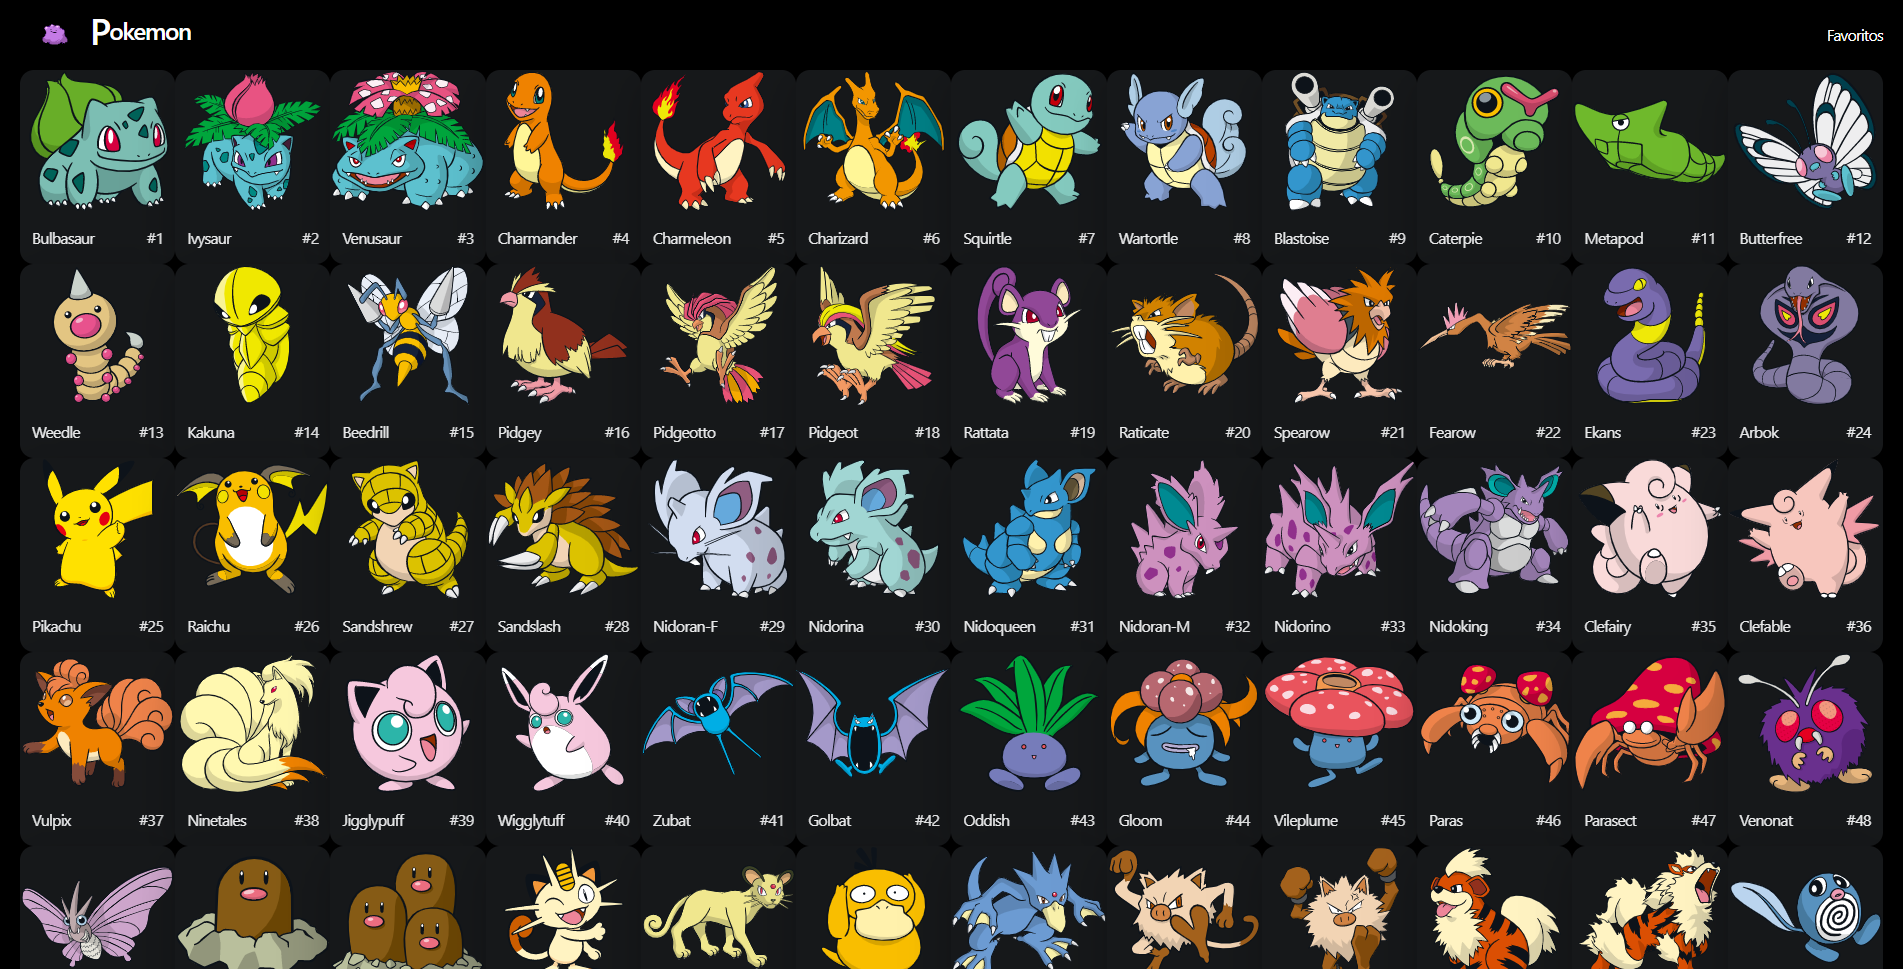 Pokemon
Favoritos
Bulbasaur #1 Ivysaur #2 Venusaur #3 Charmander #4 Charmeleon #5 Charizard #6 Squirtle #7 Wartortle #8 Blastoise #9 Caterpie #10 Metapod #11 Butterfree #12
Weedle #13 Kakuna #14 Beedrill #15 Pidgey #16 Pidgeotto #17 Pidgeot #18 Rattata #19 Raticate #20 Spearow #21 Fearow #22 Ekans #23 Arbok #24
Pikachu #25 Raichu #26 Sandshrew #27 Sandslash #28 Nidoran-F #29 Nidorina #30 Nidoqueen #31 Nidoran-M #32 Nidorino #33 Nidoking #34 Clefairy #35 Clefable #36
Vulpix #37 Ninetales #38 Jigglypuff #39 Wigglytuff #40 Zubat #41 Golbat #42 Oddish #43 Gloom #44 Vileplume #45 Paras #46 Parasect #47 Venonat #48